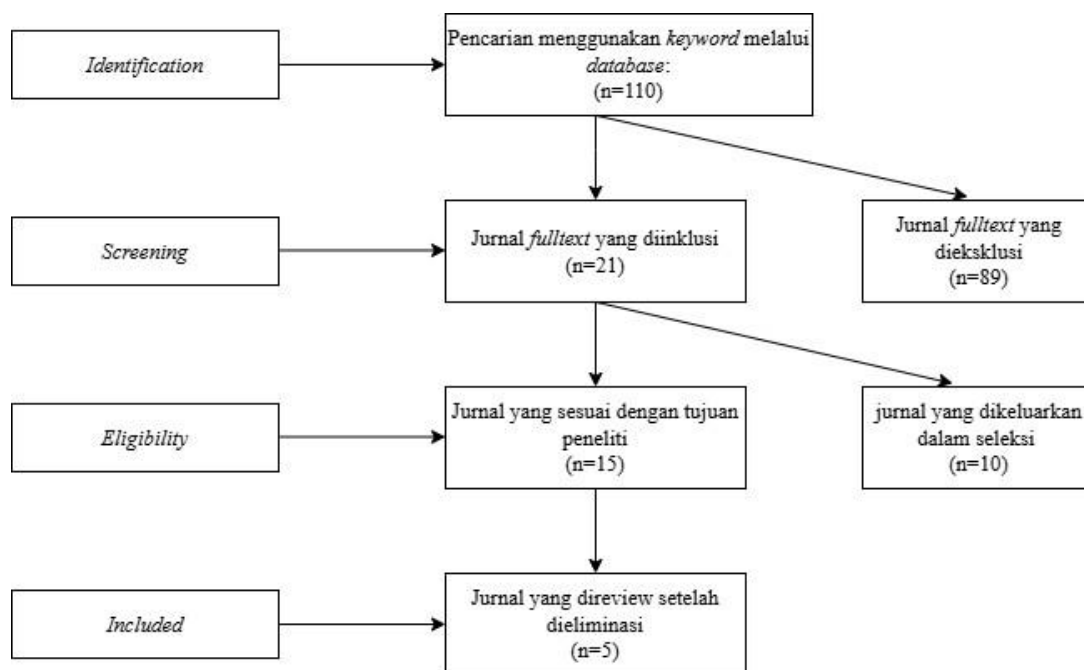 Identification
Pencarian menggunakan keyword melalui
database:
(n=110)
Screening
Jurnal fulltext yang diinklusi
(n=21)
Jurnal fulltext yang
dieksklusi
(n=89)
Eligibility
Jurnal yang sesuai dengan tujuan
peneliti
(n=15)
jurnal yang dikeluarkan
dalam seleksi
(n=10)
Included
Jurnal yang direview setelah
dieliminasi
(n=5)